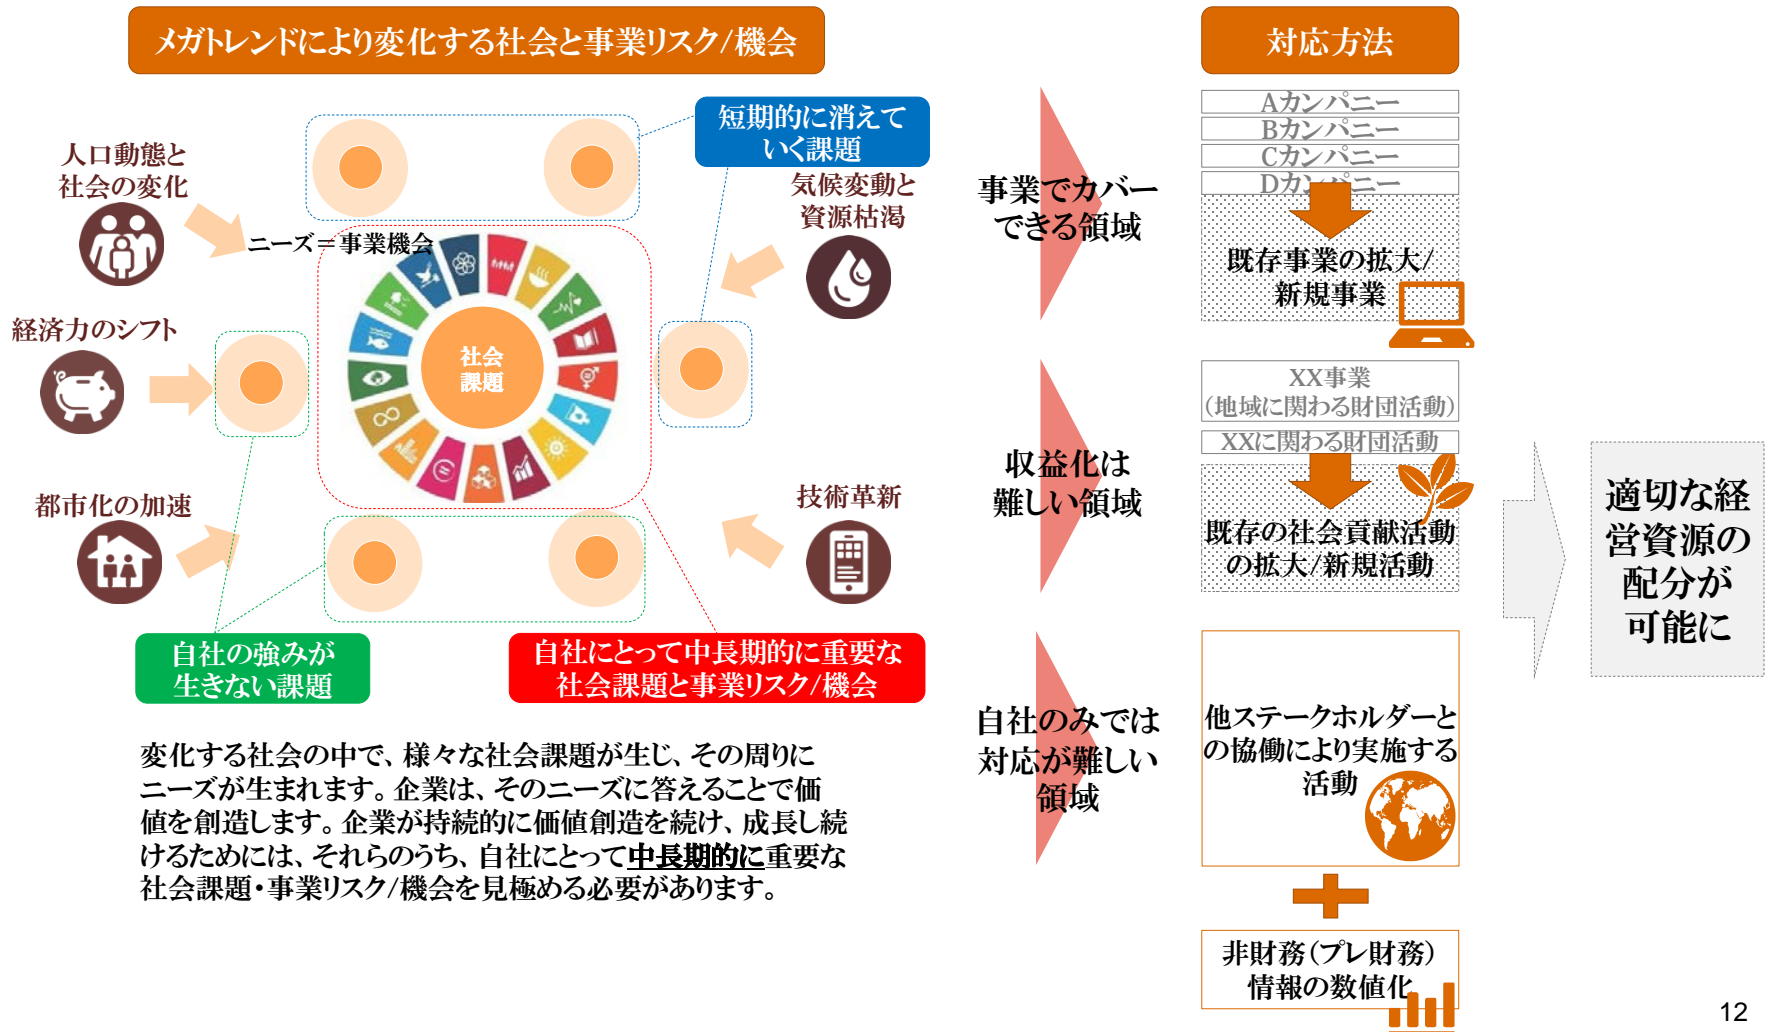 メガトレンドにより変化する社会と事業リスク/機会
人口動態と
社会の変化
経済力のシフト
都市化の加速
短期的に消えて
いく課題
気候変動と
資源枯渇
技術革新
ニーズ＝事業機会
社会
課題
自社の強みが
生きない課題
自社にとって中長期的に重要な
社会課題と事業リスク/機会
変化する社会の中で、様々な社会課題が生じ、その周りに
ニーズが生まれます。企業は、そのニーズに答えることで価
値を創造します。企業が持続的に価値創造を続け、成長し続
けるためには、それらのうち、自社にとって中長期的に重要な
社会課題・事業リスク/機会を見極める必要があります。
事業でカバー
できる領域
収益化は
難しい領域
自社のみでは
対応が難しい
領域
対応方法
Aカンパニー
Bカンパニー
Cカンパニー
Dカンパニー
既存事業の拡大/
新規事業
XX事業
（地域に関わる財団活動）
XXに関わる財団活動
既存の社会貢献活動
の拡大/新規活動
他ステークホルダーと
の協働により実施する
活動
非財務（プレ財務）
情報の数値化
適切な経
営資源の
配分が
可能に
12